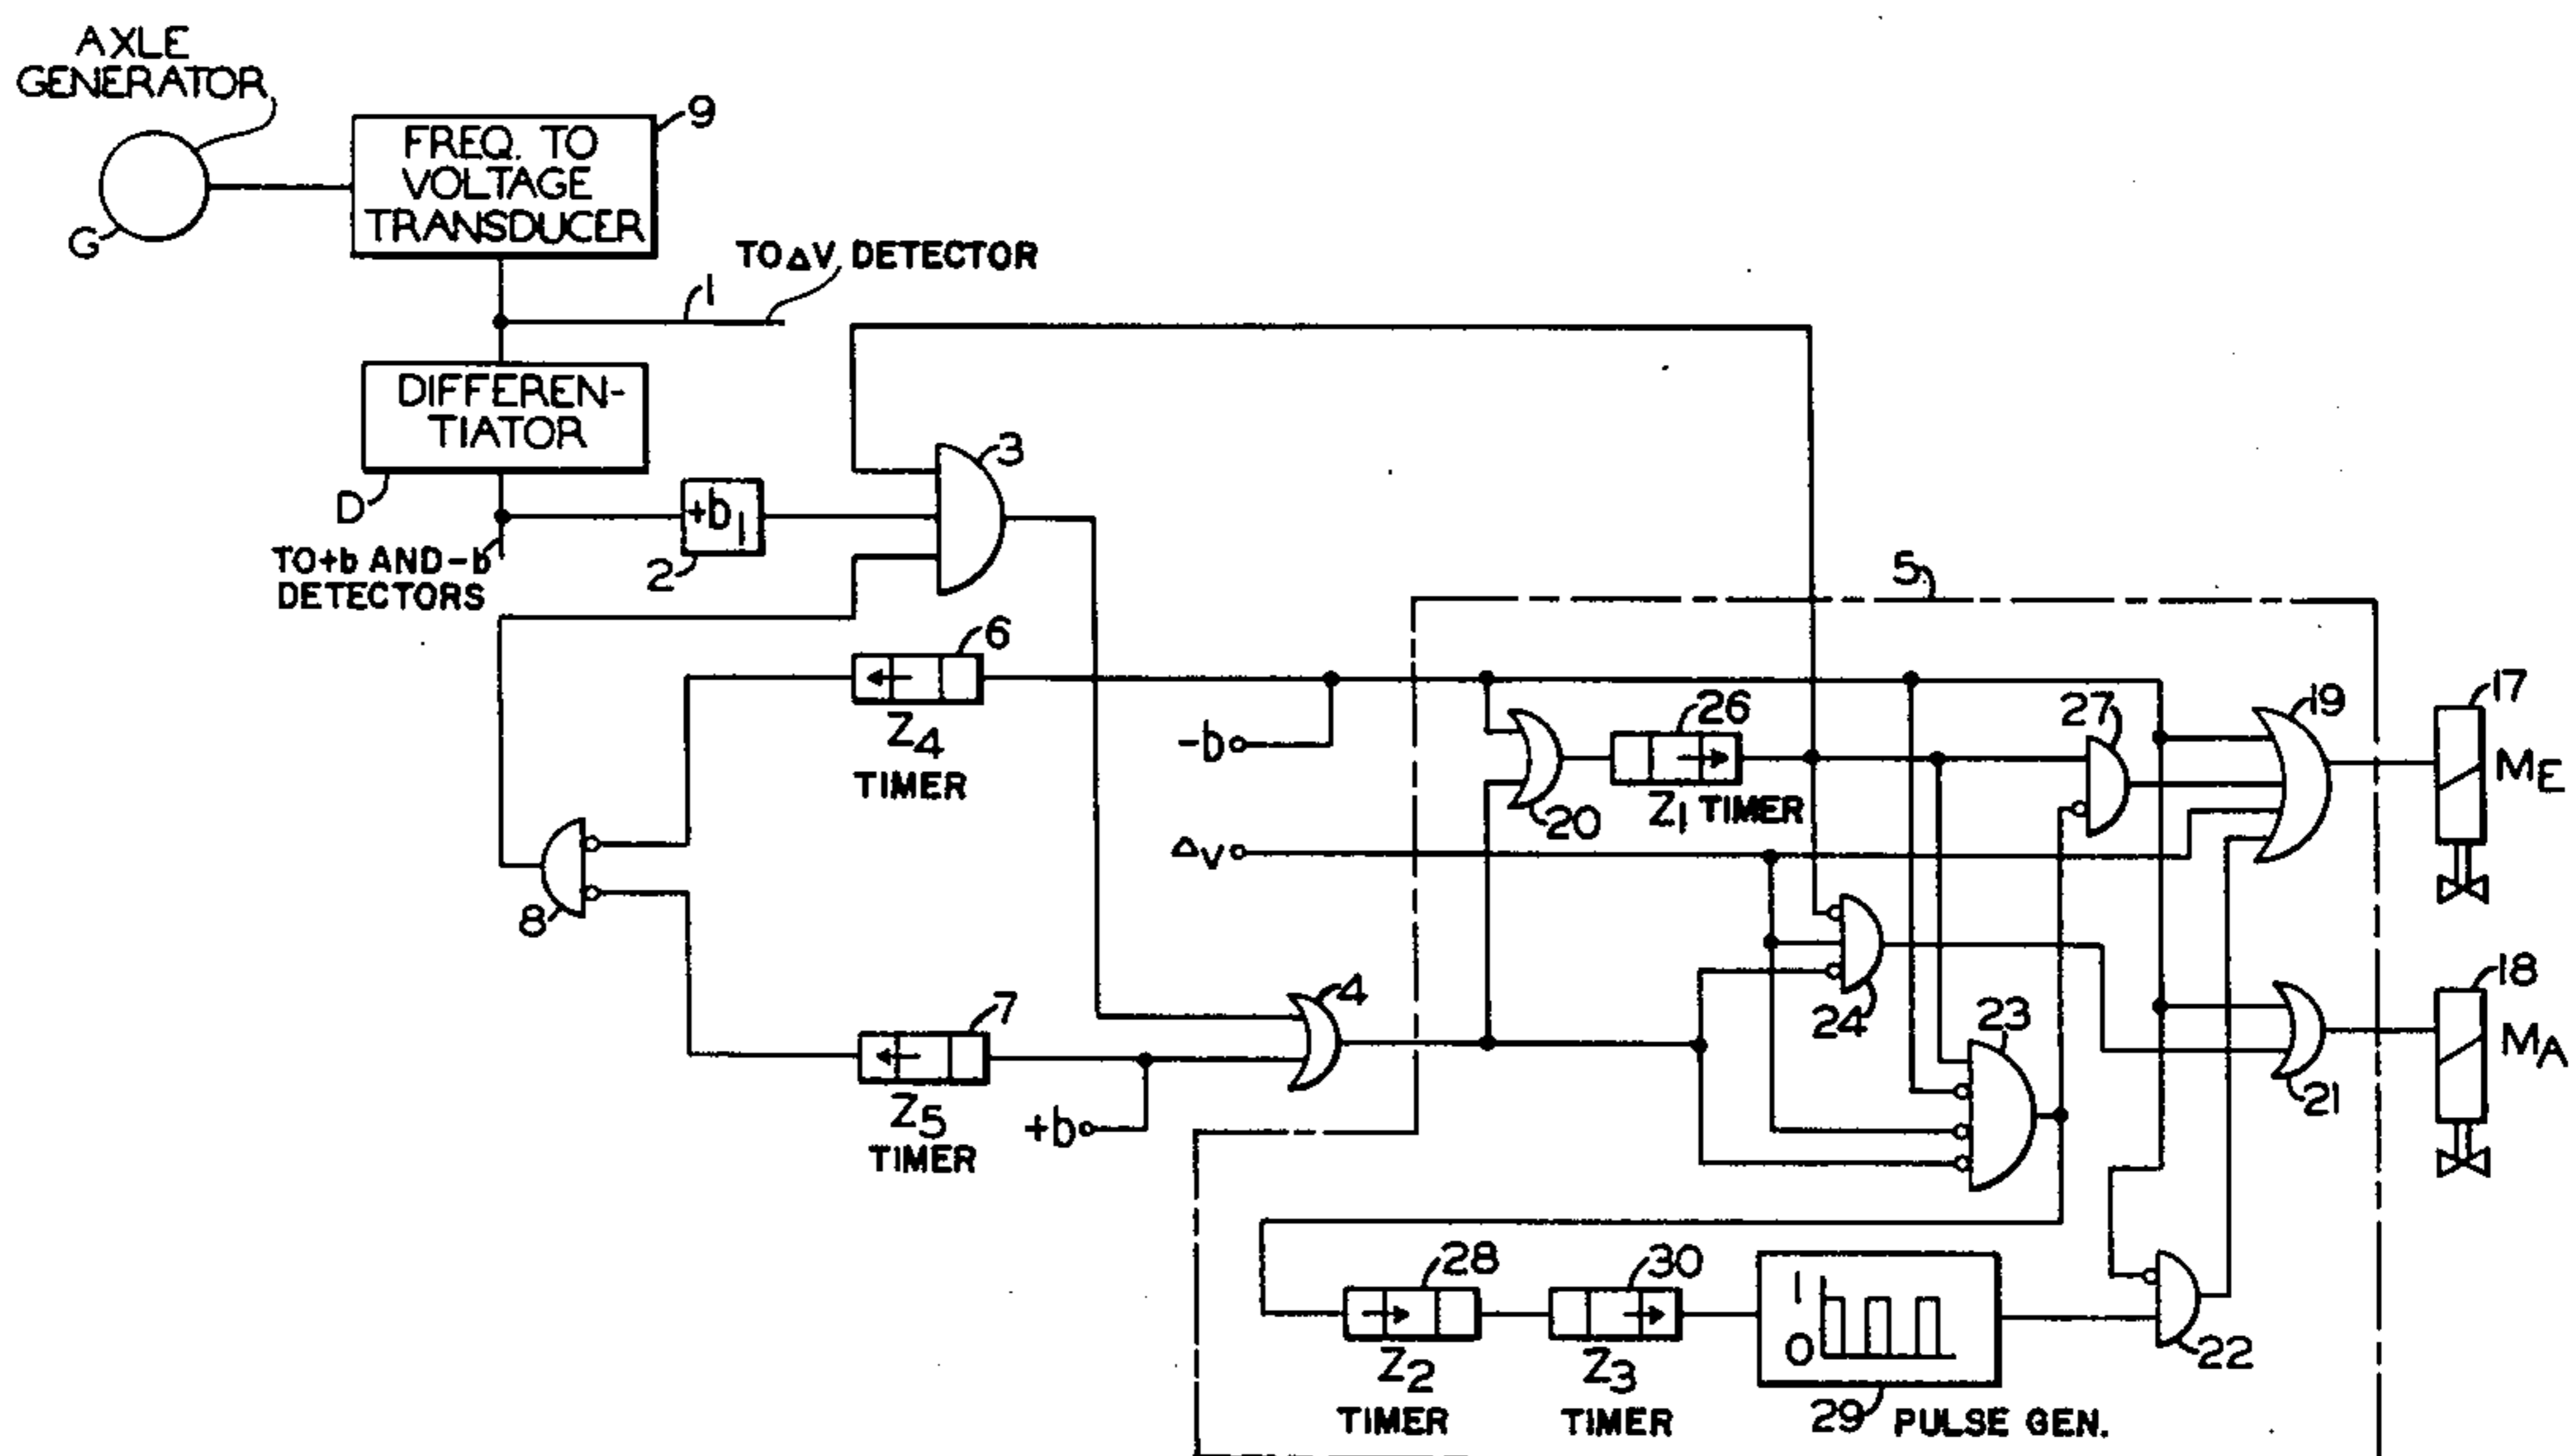 AXLE
GENERATOR
G
FREQ. TO
VOLTAGE
TRANSDUCER
9
1
TO ΔV DETECTOR
DIFFEREN-
TIATOR
D
TO+b AND-b
DETECTORS
+b1
2
3
6
Z4
TIMER
8
7
Z5
TIMER
-b
ΔV
+b
4
5
20
26
Z1 TIMER
24
23
27
19
17
ME
18
MA
21
22
28
Z2
TIMER
30
Z3
TIMER
1
0
29 PULSE GEN.